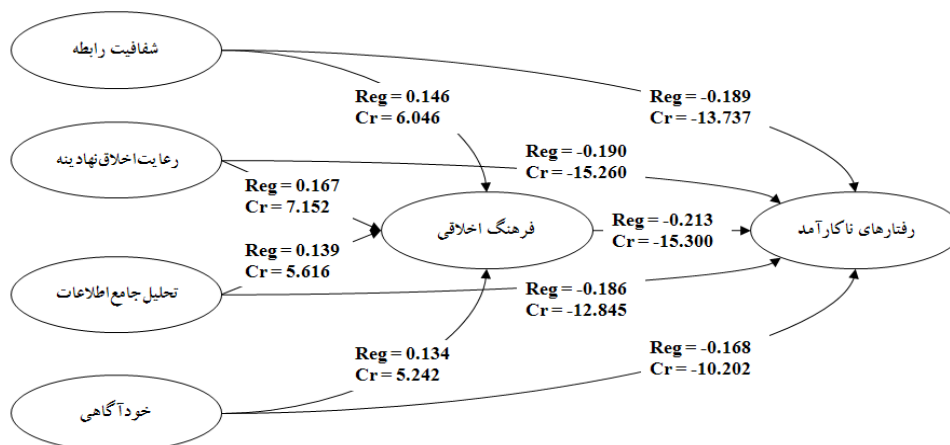 شفافیت رابطه
Reg = 0.146
Cr = 6.046
Reg = -0.189
Cr = -13.737
رعایت اخلاق نهادینه
Reg = 0.167
Cr = 7.152
Reg = -0.190
Cr = -15.260
فرهنگ اخلاقی
Reg = -0.213
Cr = -15.300
رفتارهای ناکارآمد
Reg = 0.139
Cr = 5.616
تحلیل جامع اطلاعات
Reg = -0.186
Cr = -12.845
Reg = 0.134
Cr = 5.242
Reg = -0.168
Cr = -10.202
خودآگاهی